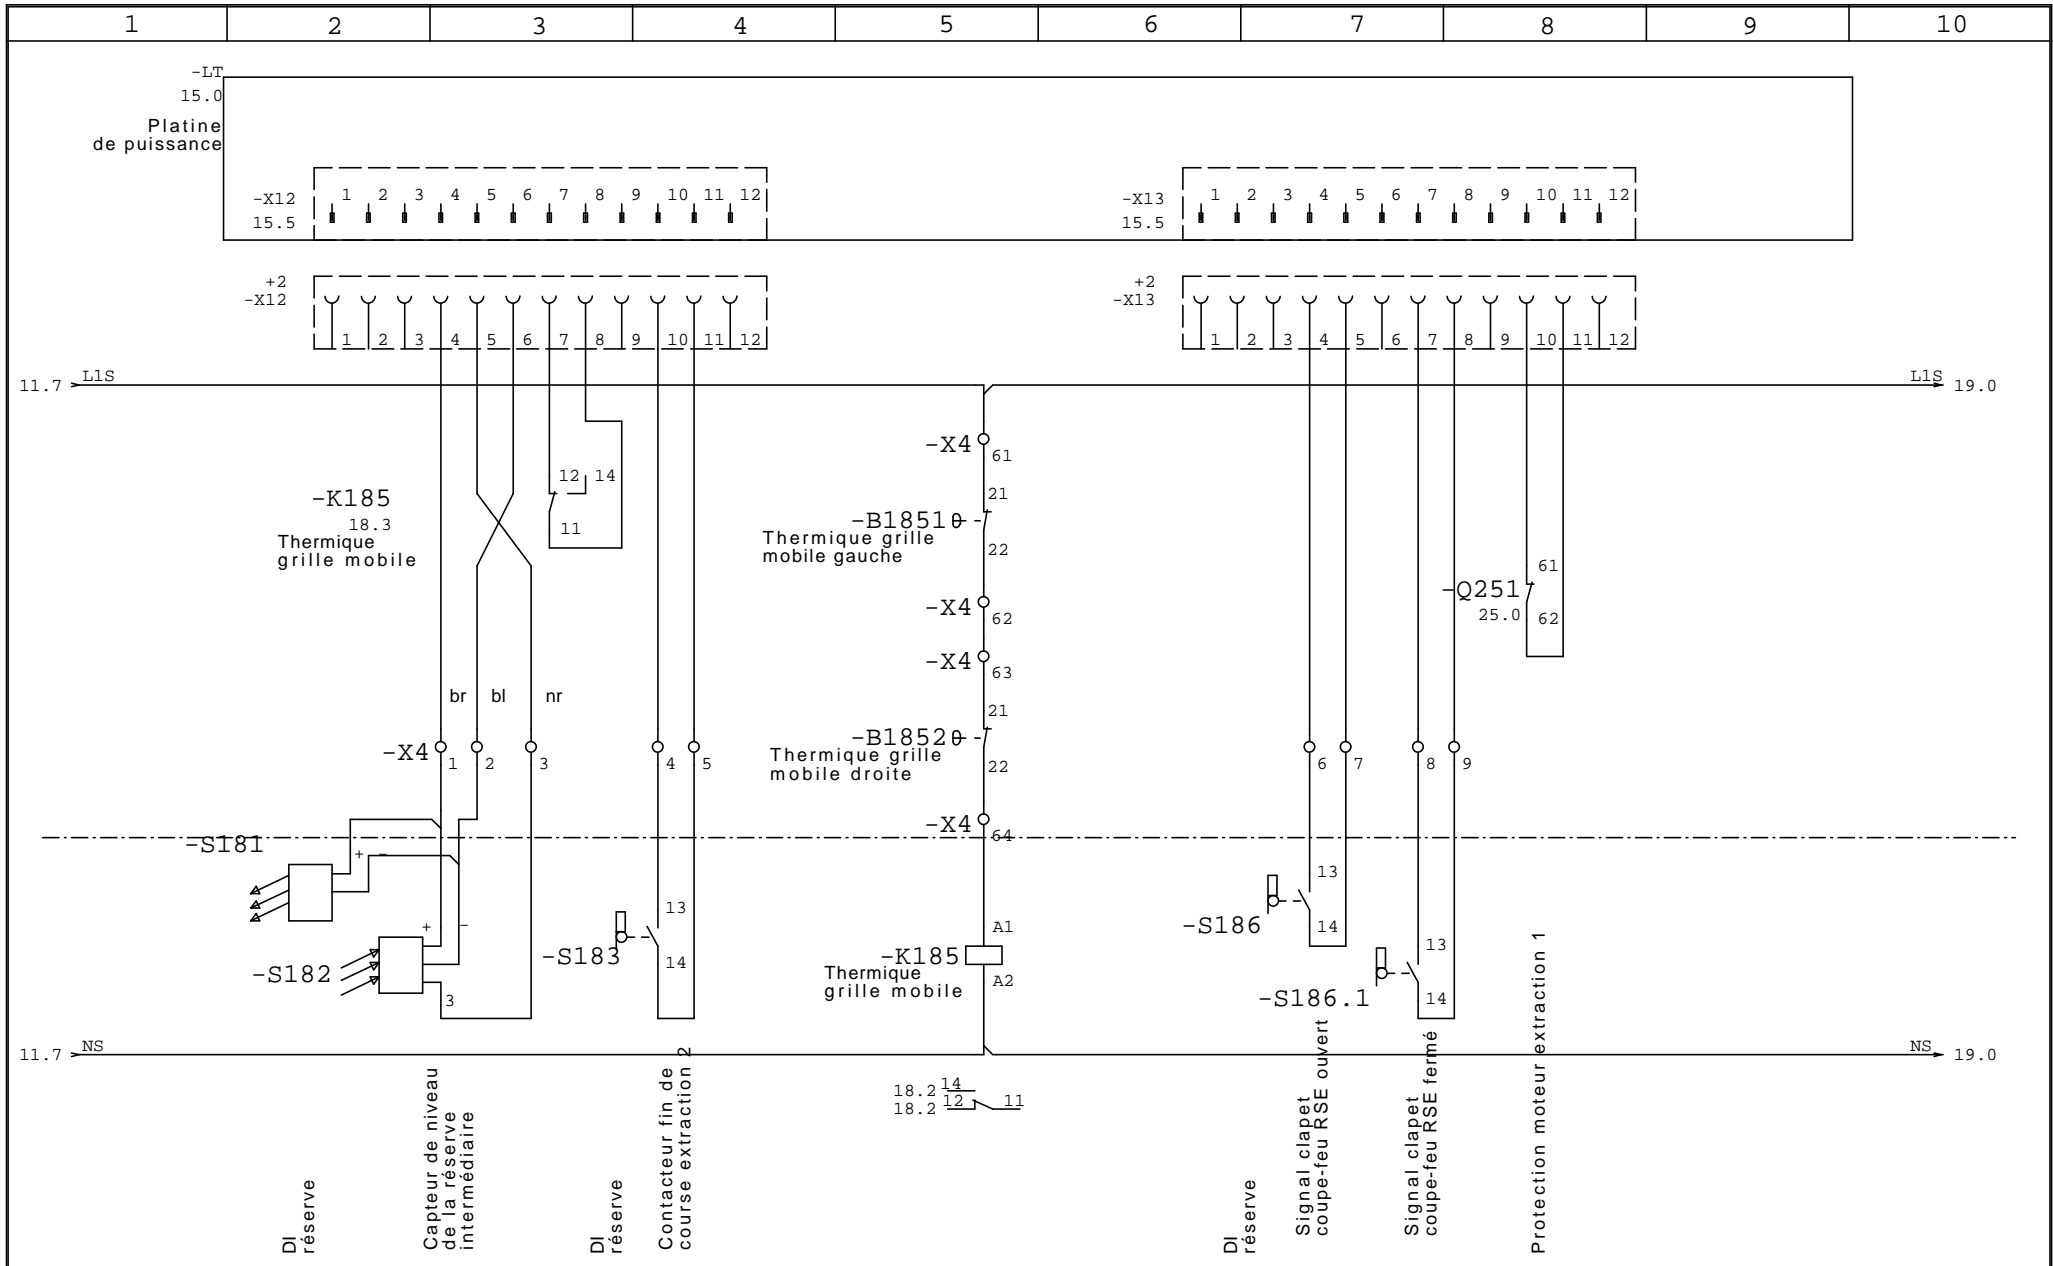 1 2 3 4 5 6 7 8 9 10
-LT
15.0
Platine
de puissance
-X12
15.5
1 2 3 4 5 6 7 8 9 10 11 12
-X13
15.5
1 2 3 4 5 6 7 8 9 10 11 12
+2
-X12
1 2 3 4 5 6 7 8 9 10 11 12
+2
-X13
1 2 3 4 5 6 7 8 9 10 11 12
11.7 L1S
L1S 19.0
-X4
61
12 14
11
-K185
18.3
Thermique
grille mobile
21
-B1851
Thermique grille
mobile gauche
22
-X4
62
-X4
63
61
-Q251
25.0
62
br bl nr
21
-B1852
Thermique grille
mobile droite
22
-X4
1 2 3 4 5
6 7 8 9
-X4
64
-S181
+ -
-S182
+ -
3
13
-S183
14
A1
-K185
Thermique
grille mobile
A2
13
-S186
14
13
-S186.1
14
11.7 NS
NS 19.0
18.2 14
18.2 12 11
DI
réserve
Capteur de niveau
de la réserve
intermédiaire
DI
réserve
Contacteur fin de
course extraction 2
DI
réserve
Signal clapet
coupe-feu RSE ouvert
Signal clapet
coupe-feu RSE fermé
Protection moteur extraction 1